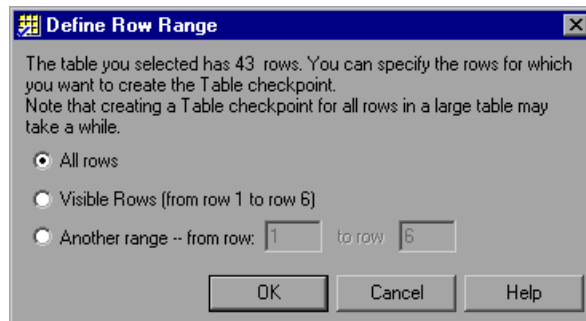 Define Row Range
The table you selected has 43 rows. You can specify the rows for which
you want to create the Table checkpoint.
Note that creating a Table checkpoint for all rows in a large table may
take a while.
All rows
Visible Rows (from row 1 to row 6)
Another range -- from row: 1 to row 6
OK Cancel Help